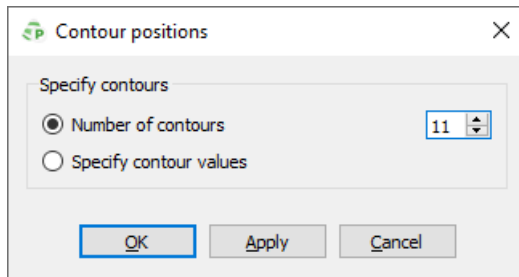 P Contour positions
Specify contours
Number of contours 11
Specify contour values
OK Apply Cancel